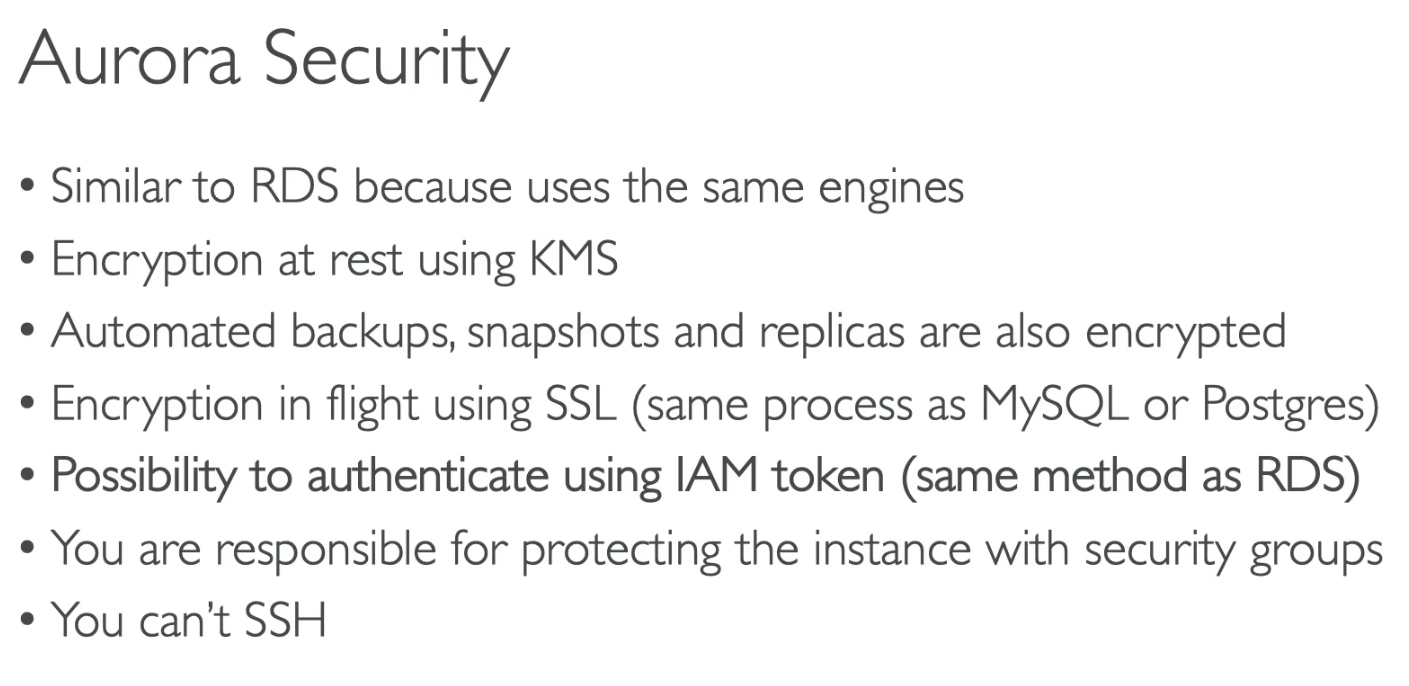 Aurora Security
• Similar to RDS because uses the same engines
• Encryption at rest using KMS
• Automated backups, snapshots and replicas are also encrypted
• Encryption in flight using SSL (same process as MySQL or Postgres)
• Possibility to authenticate using IAM token (same method as RDS)
• You are responsible for protecting the instance with security groups
• You can’t SSH